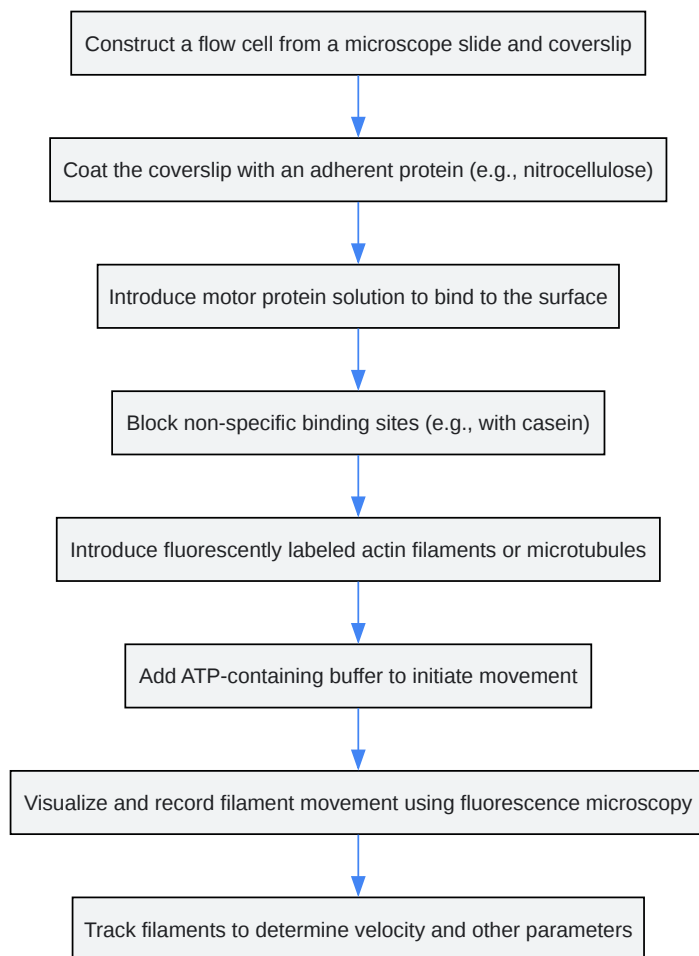 Construct a flow cell from a microscope slide and coverslip
Coat the coverslip with an adherent protein (e.g., nitrocellulose)
Introduce motor protein solution to bind to the surface
Block non-specific binding sites (e.g., with casein)
Introduce fluorescently labeled actin filaments or microtubules
Add ATP-containing buffer to initiate movement
Visualize and record filament movement using fluorescence microscopy
Track filaments to determine velocity and other parameters